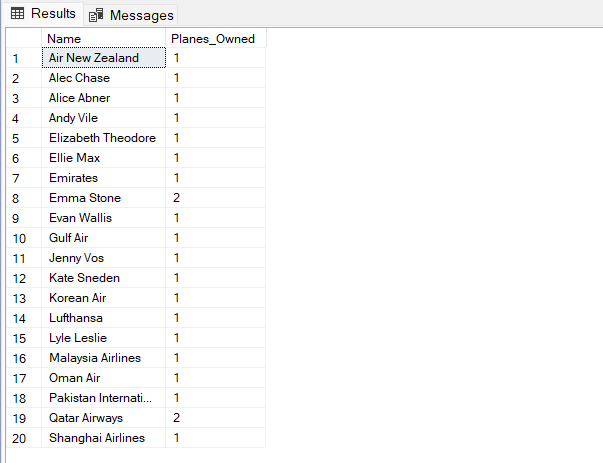 Results Messages
Name Planes_Owned
1 Air New Zealand 1
2 Alec Chase 1
3 Alice Abner 1
4 Andy Vile 1
5 Elizabeth Theodore 1
6 Ellie Max 1
7 Emirates 1
8 Emma Stone 2
9 Evan Wallis 1
10 Gulf Air 1
11 Jenny Vos 1
12 Kate Sneden 1
13 Korean Air 1
14 Lufthansa 1
15 Lyle Leslie 1
16 Malaysia Airlines 1
17 Oman Air 1
18 Pakistan Internati... 1
19 Qatar Airways 2
20 Shanghai Airlines 1